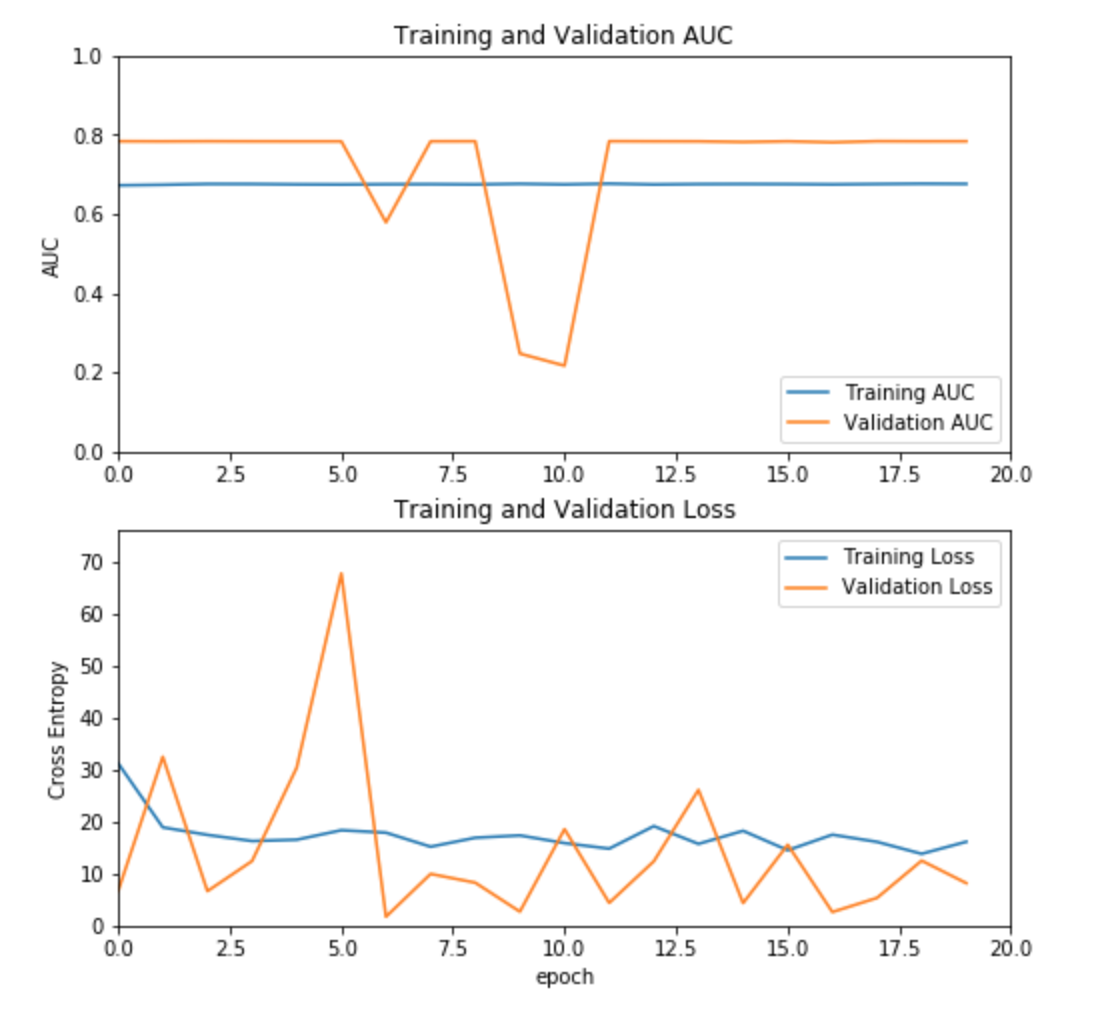 Training and Validation AUC
1.0
0.8
0.6
0.4
0.2
0.0
AUC
0.0 2.5 5.0 7.5 10.0 12.5 15.0 17.5 20.0
Training AUC
Validation AUC
Training and Validation Loss
70
60
50
40
30
20
10
0
Cross Entropy
0.0 2.5 5.0 7.5 10.0 12.5 15.0 17.5 20.0
epoch
Training Loss
Validation Loss